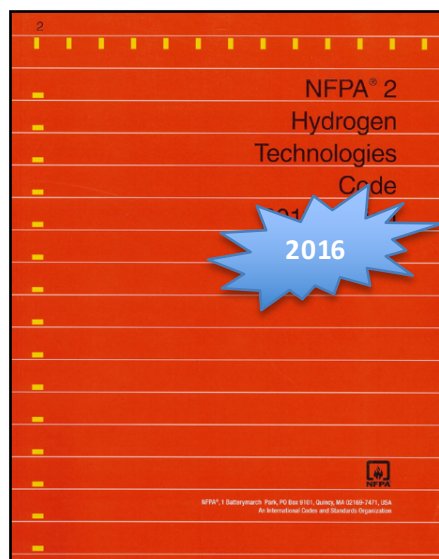 2
NFPA® 2
Hydrogen
Technologies
Code
2016
NFPA
NFPA®, 1 Batterymarch Park, PO Box 9101, Quincy, MA 02169-7471, USA
An International Codes and Standards Organization